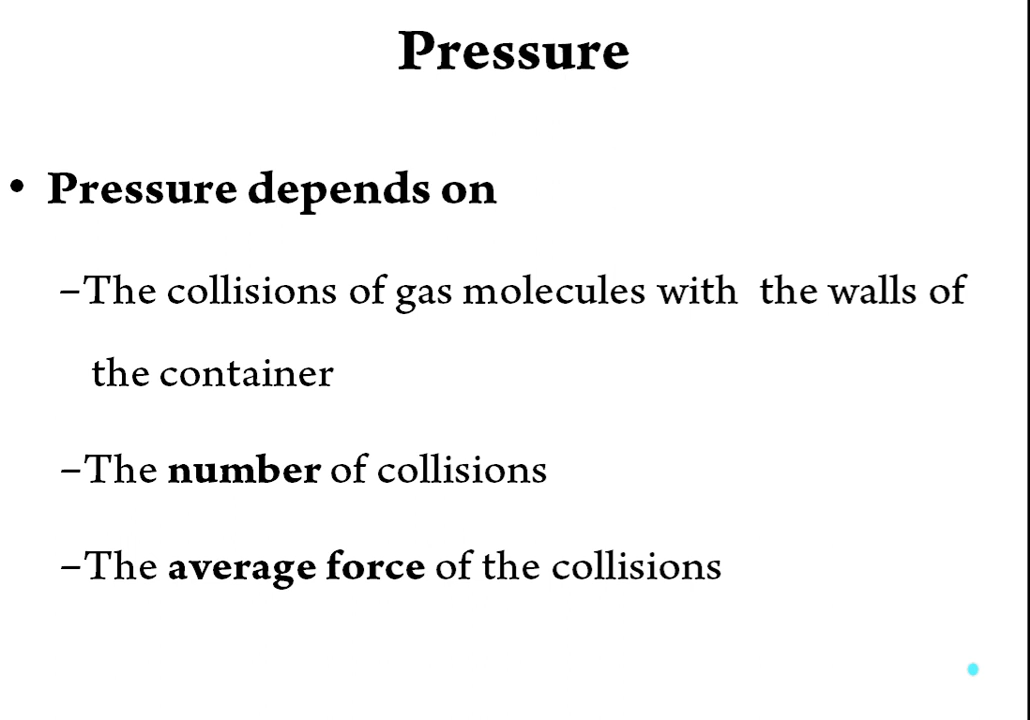 Pressure
• Pressure depends on
–The collisions of gas molecules with  the walls of
the container
–The number of collisions
–The average force of the collisions